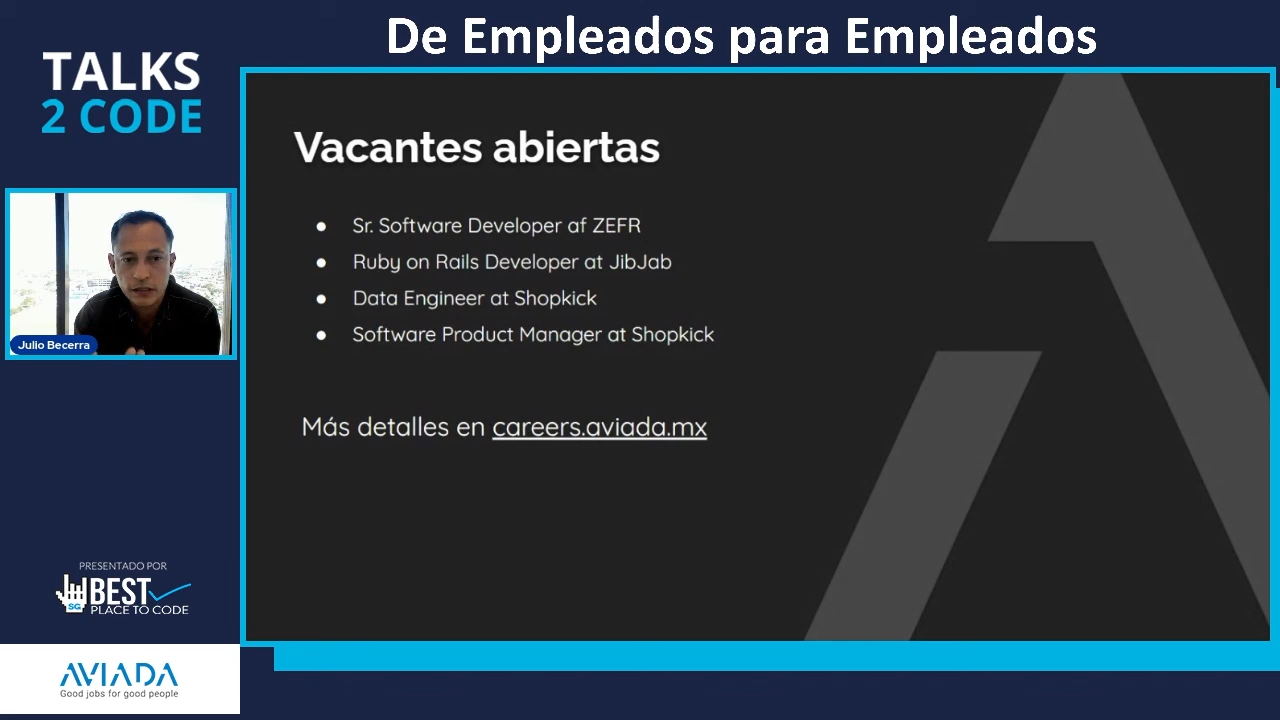 De Empleados para Empleados
TALKS
2 CODE
Vacantes abiertas
Sr. Software Developer af ZEFR
Ruby on Rails Developer at JibJab
Data Engineer at Shopkick
Software Product Manager at Shopkick
Más detalles en careers.aviada.mx
Julio Becerra
PRESENTADO POR
SG
BEST
PLACE TO CODE
AVIADA
Good jobs for good people